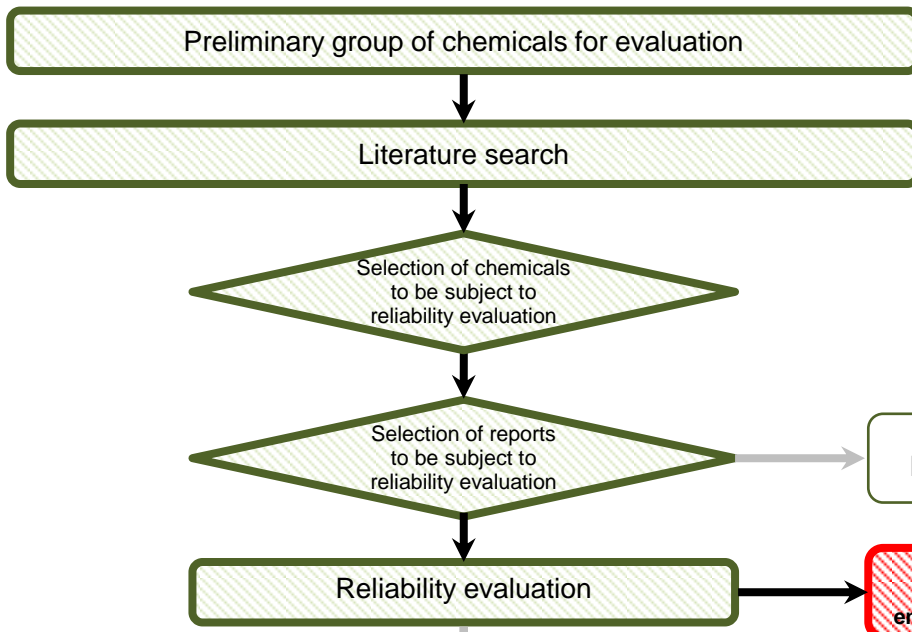 Preliminary group of chemicals for evaluation
Literature search
Selection of chemicals
to be subject to
reliability evaluation
Selection of reports
to be subject to
reliability evaluation
Reliability evaluation